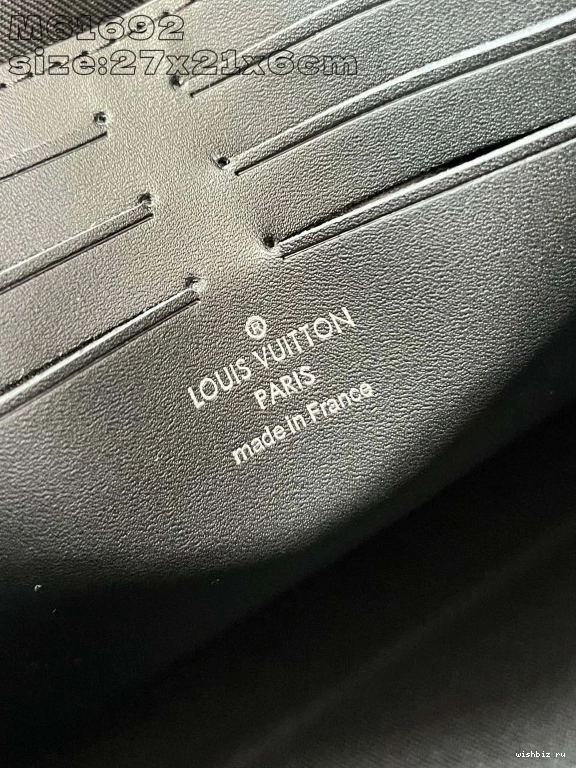 M61692
size:27x21x6cm
®
LOUIS VUITTON
PARIS
made in France
wishbiz ru